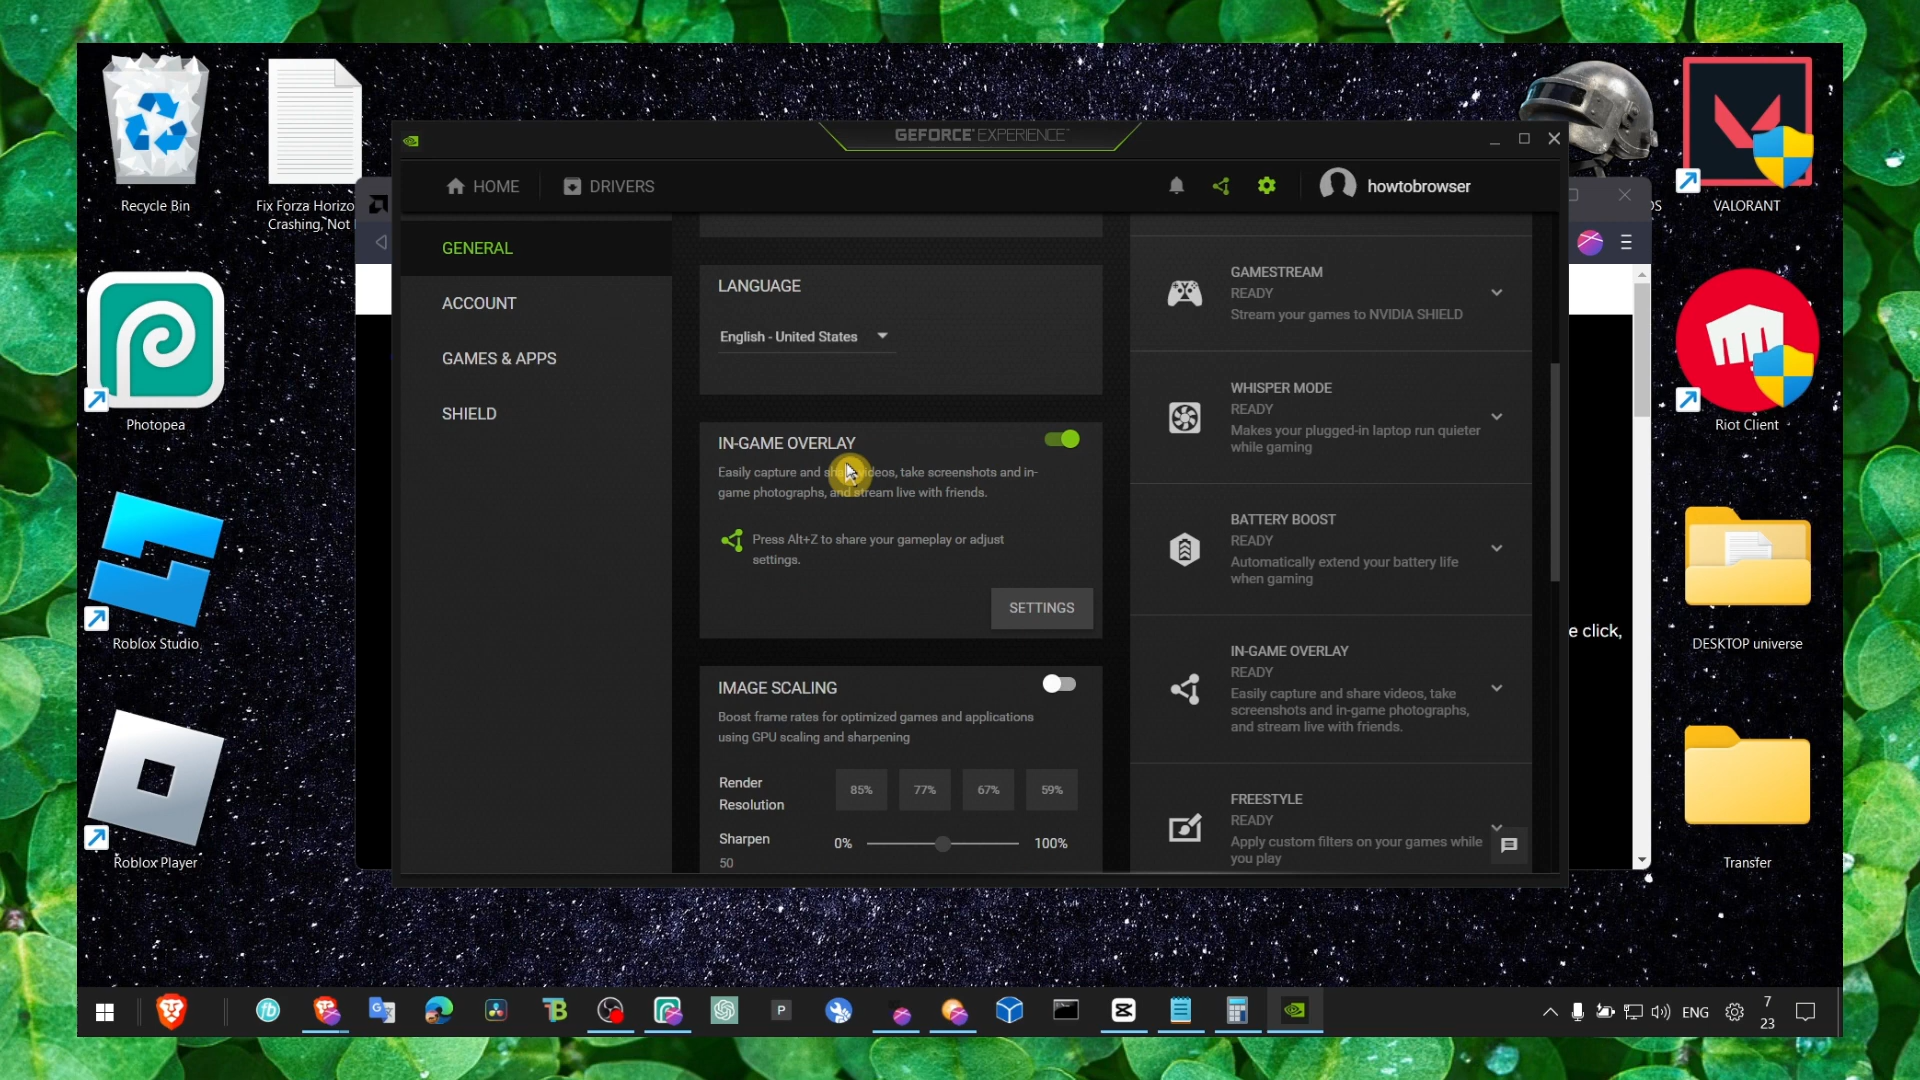 Recycle Bin
Fix Forza Horizo
Crashing, Not
Photopea
Roblox Studio
Roblox Player
GEFORCE EXPERIENCE
HOME
DRIVERS
howtobrowser
GENERAL
ACCOUNT
GAMES & APPS
SHIELD
LANGUAGE
English - United States
IN-GAME OVERLAY
Easily capture and share videos, take screenshots and in-
game photographs, and stream live with friends.
Press Alt+Z to share your gameplay or adjust
settings.
SETTINGS
IMAGE SCALING
Boost frame rates for optimized games and applications
using GPU scaling and sharpening
Render
Resolution
85%
77%
67%
59%
Sharpen
0%
100%
50
GAMESTREAM
READY
Stream your games to NVIDIA SHIELD
WHISPER MODE
READY
Makes your plugged-in laptop run quieter
while gaming
BATTERY BOOST
READY
Automatically extend your battery life
when gaming
IN-GAME OVERLAY
READY
Easily capture and share videos, take
screenshots and in-game photographs,
and stream live with friends.
FREESTYLE
READY
Apply custom filters on your games while
you play
e click,
VALORANT
Riot Client
DESKTOP universe
Transfer
ENG
7
23